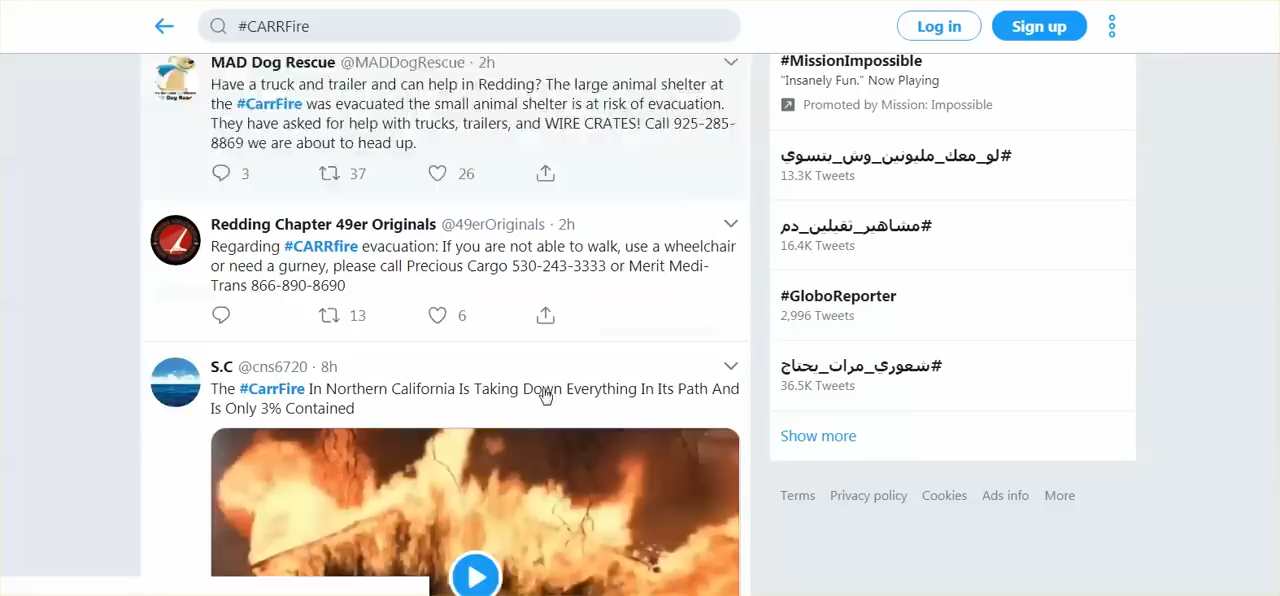 #CARRFire
Log in
Sign up
MAD Dog Rescue @MADDogRescue · 2h
Have a truck and trailer and can help in Redding? The large animal shelter at
the #CarrFire was evacuated the small animal shelter is at risk of evacuation.
They have asked for help with trucks, trailers, and WIRE CRATES! Call 925-285-
8869 we are about to head up.
3
37
26
Redding Chapter 49er Originals @49erOriginals · 2h
Regarding #CARRfire evacuation: If you are not able to walk, use a wheelchair
or need a gurney, please call Precious Cargo 530-243-3333 or Merit Medi-
Trans 866-890-8690
13
6
S.C @cns6720 · 8h
The #CarrFire In Northern California Is Taking Down Everything In Its Path And
Is Only 3% Contained
#MissionImpossible
"Insanely Fun." Now Playing
Promoted by Mission: Impossible
#لو_معك_مليونين_وش_بتسوي
13.3K Tweets
#مشاهير_ثقيلين_دم
16.4K Tweets
#GloboReporter
2,996 Tweets
#شعوري_مرات_يحتاج
36.5K Tweets
Show more
Terms Privacy policy Cookies Ads info More